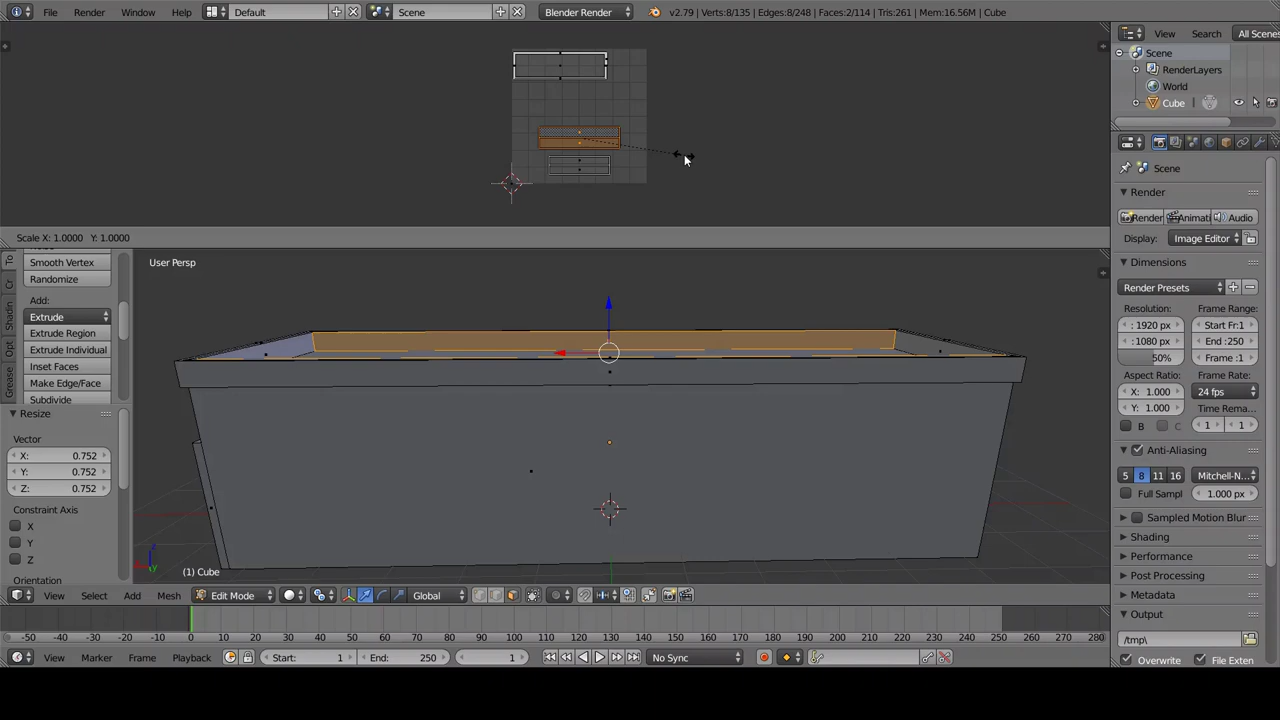 File Render Window Help Default Scene Blender Render v2.79 | Verts:8/135 | Edges:8/248 | Faces:2/114 | Tris:261 | Mem:16.56M | Cube
View Search All Scenes
Scene
RenderLayers
World
Cube
Scene
Render
Render Animati Audio
Display: Image Editor
Dimensions
Render Presets
Resolution: Frame Range:
: 1920 px Start Fr:1
: 1080 px End: 250
50% Frame :1
Aspect Ratio: Frame Rate:
X: 1.000 24 fps
Y: 1.000 Time Rema...
B C 1 1
Anti-Aliasing
5 8 11 16 Mitchell-N...
Full Sampl 1.000 px
Sampled Motion Blur
Shading
Performance
Post Processing
Metadata
Output
/tmp\
Overwrite File Exten
Scale X: 1.0000 Y: 1.0000
To
Cr
Shadin
Opt
Grease
Smooth Vertex
Randomize
Add:
Extrude
Extrude Region
Extrude Individual
Inset Faces
Make Edge/Face
Subdivide
Resize
Vector
X: 0.752
Y: 0.752
Z: 0.752
Constraint Axis
X
Y
Z
Orientation
User Persp
z
y
(1) Cube
View Select Add Mesh Edit Mode Global
-50 -40 -30 -20 -10 0 10 20 30 40 50 60 70 80 90 100 110 120 130 140 150 160 170 180 190 200 210 220 230 240 250 260 270 280
View Marker Frame Playback Start: 1 End: 250 1 No Sync